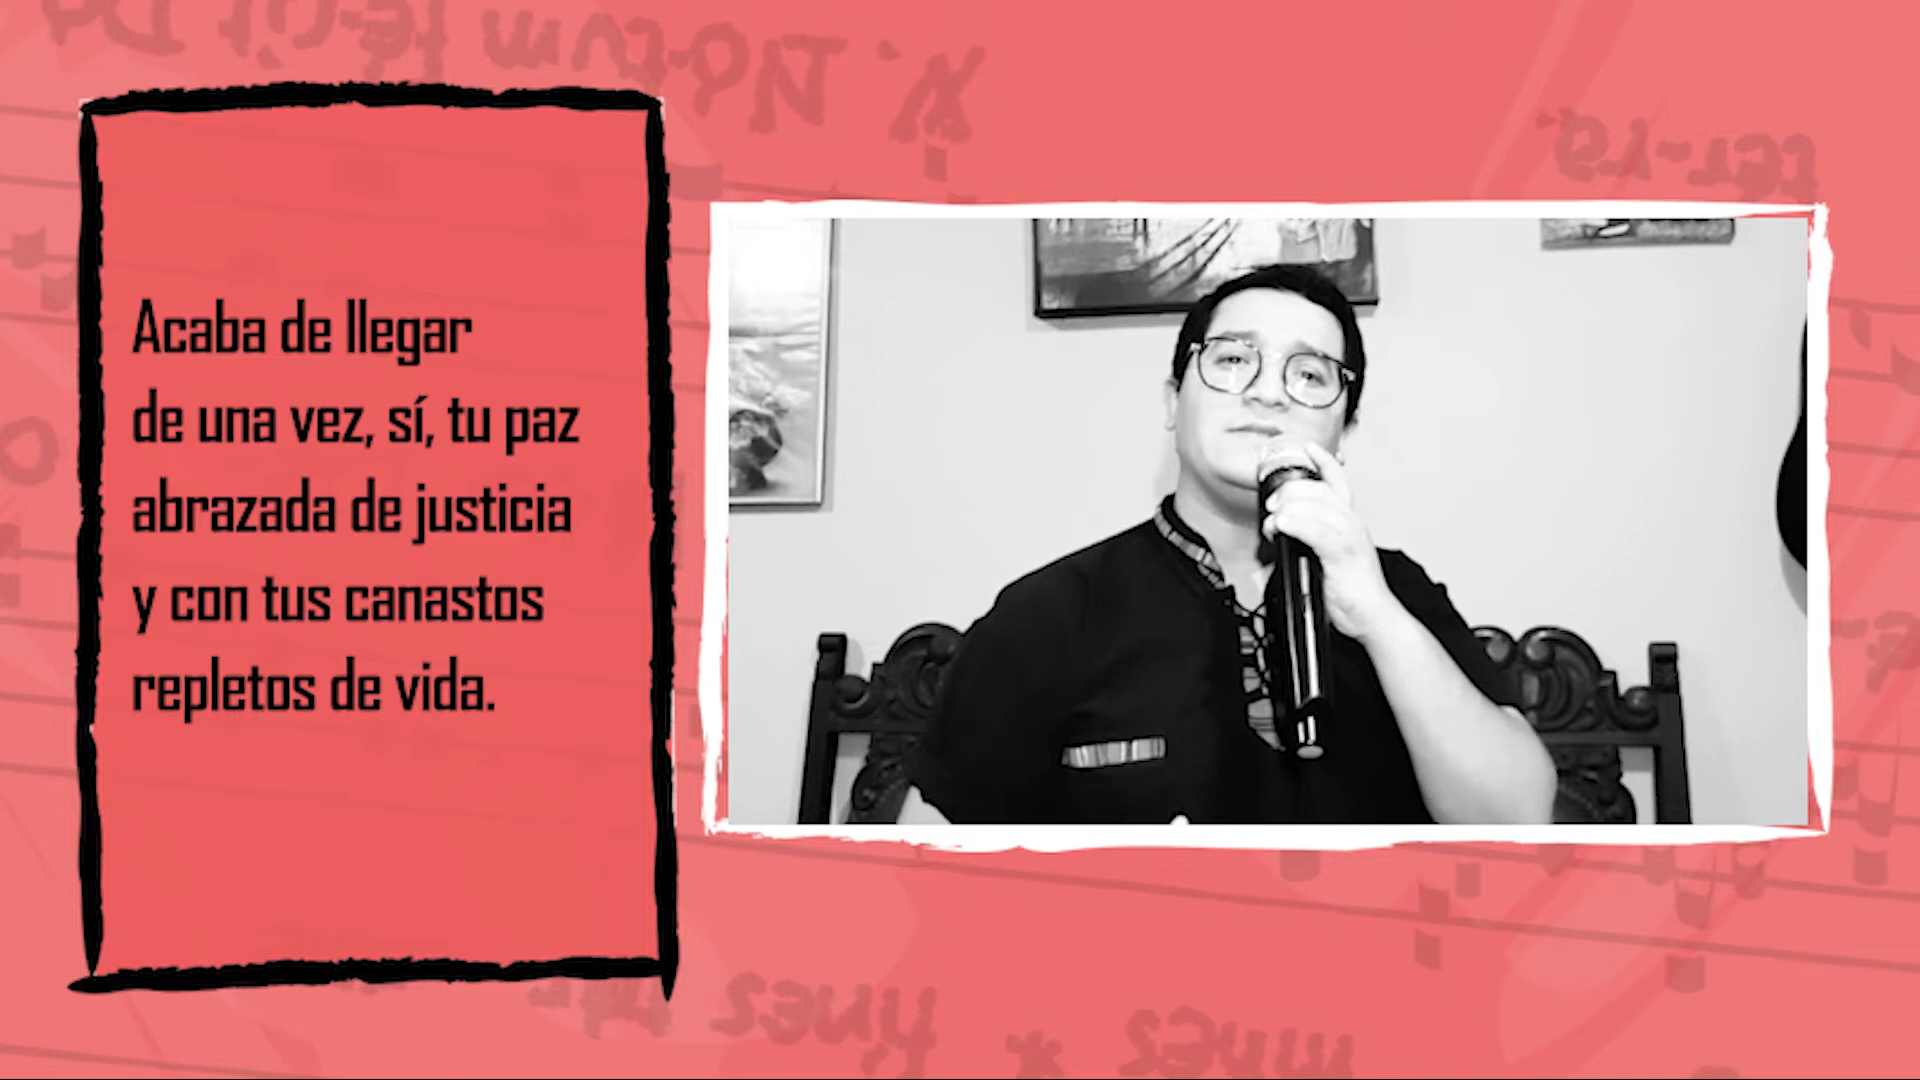 Acaba de llegar
de una vez, sí, tu paz
abrazada de justicia
y con tus canastos
repletos de vida.